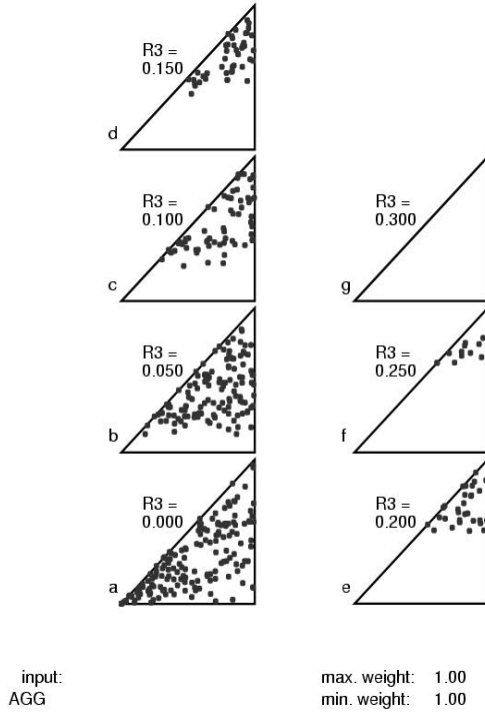 R3 =
0.150
d
R3 =
0.100
c
R3 =
0.300
g
R3 =
0.050
b
R3 =
0.250
f
R3 =
0.000
a
R3 =
0.200
e
input:
AGG
max. weight: 1.00
min. weight: 1.00